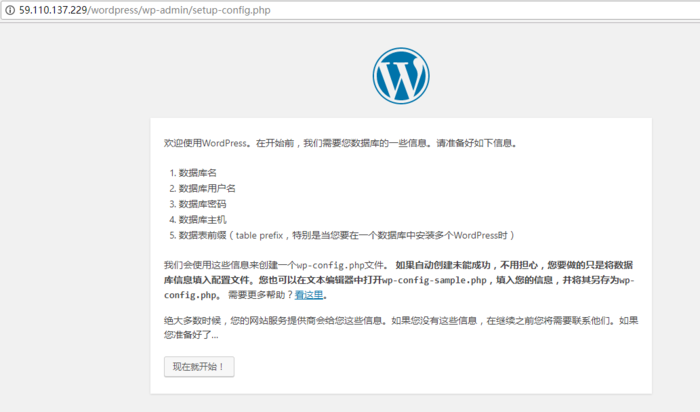 59.110.137.229/wordpress/wp-admin/setup-config.php
欢迎使用WordPress。在开始前，我们需要您数据库的一些信息。请准备好如下信息。
1. 数据库名
2. 数据库用户名
3. 数据库密码
4. 数据库主机
5. 数据表前缀（table prefix，特别是当您要在一个数据库中安装多个WordPress时）
我们会使用这些信息来创建一个wp-config.php文件。 如果自动创建未能成功，不用担心，您要做的只是将数据
库信息填入配置文件。您也可以在文本编辑器中打开wp-config-sample.php，填入您的信息，并将其另存为wp-
config.php。 需要更多帮助？看这里。
绝大多数时候，您的网站服务提供商会给您这些信息。如果您没有这些信息，在继续之前您将需要联系他们。如果
您准备好了...
现在就开始！